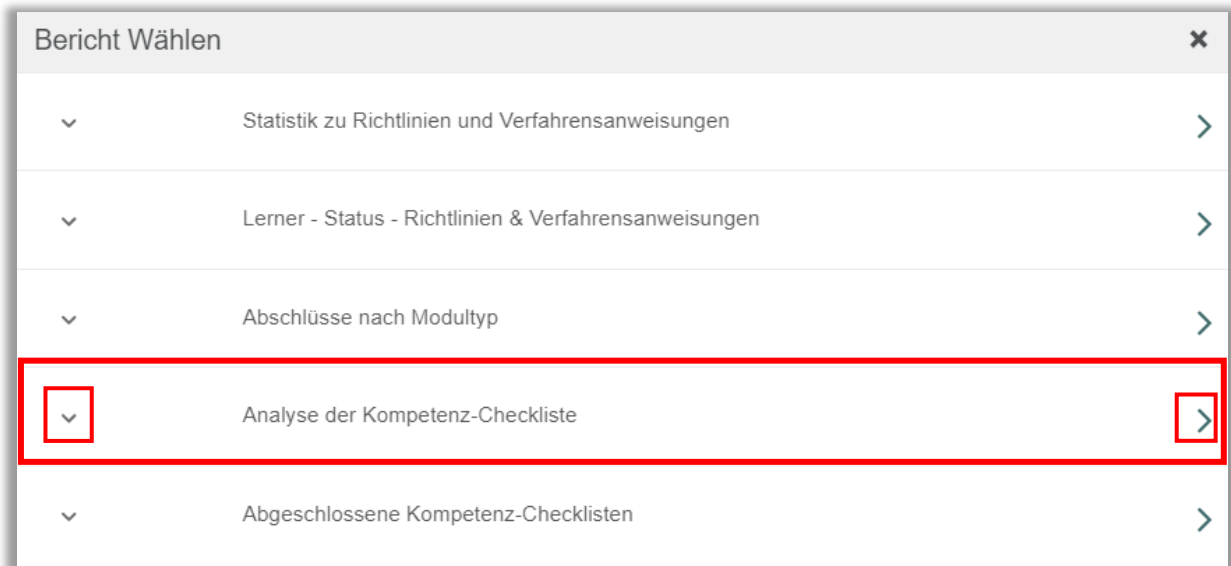 Bericht Wählen
Statistik zu Richtlinien und Verfahrensanweisungen
Lerner - Status - Richtlinien & Verfahrensanweisungen
Abschlüsse nach Modultyp
Analyse der Kompetenz-Checkliste
Abgeschlossene Kompetenz-Checklisten